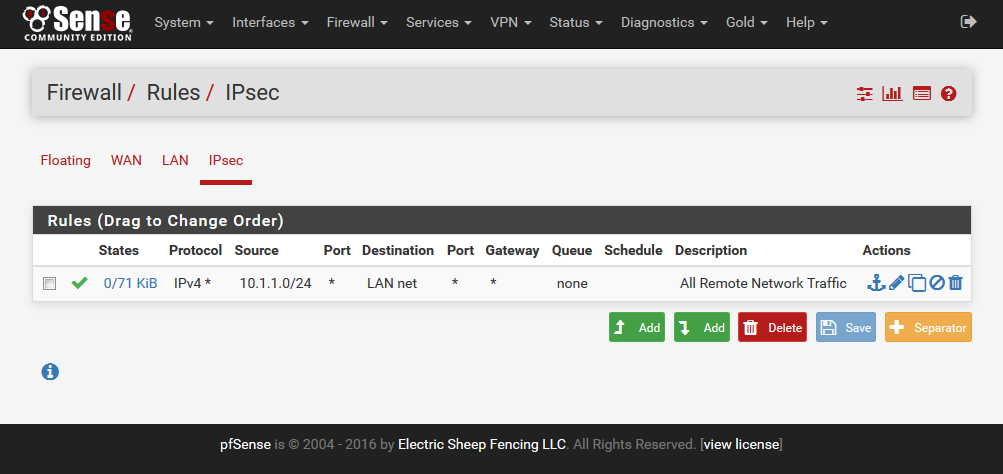 Sense
COMMUNITY EDITION
System Interfaces Firewall Services VPN Status Diagnostics Gold Help
Firewall / Rules / IPsec
Floating WAN LAN IPsec
Rules (Drag to Change Order)
States Protocol Source Port Destination Port Gateway Queue Schedule Description Actions
0/71 KiB IPv4 * 10.1.1.0/24 * LAN net * * none All Remote Network Traffic
Add Add Delete Save Separator
pfSense is © 2004 - 2016 by Electric Sheep Fencing LLC. All Rights Reserved. [view license]